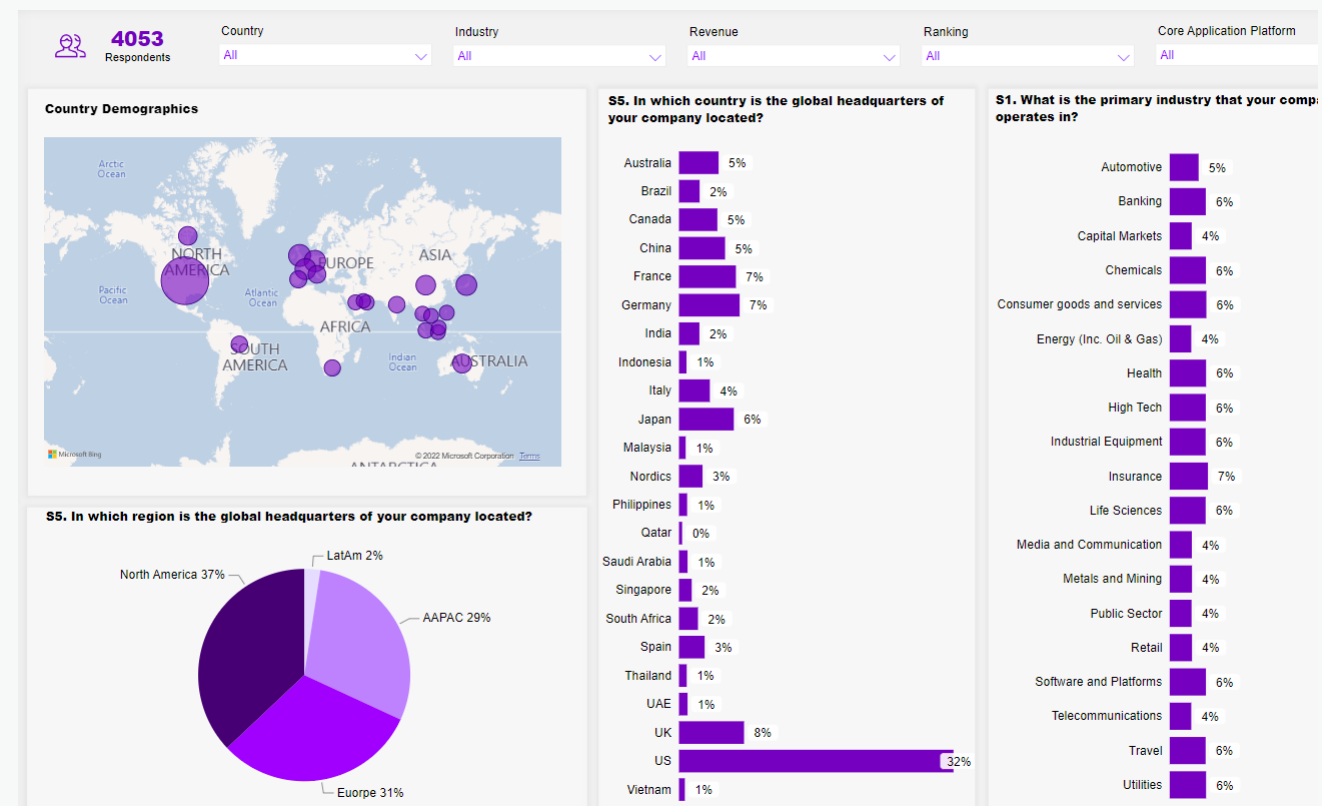 4053
Respondents
Country
All
Industry
All
Revenue
All
Ranking
All
Core Application Platform
All
Country Demographics
Arctic
Ocean
NORTH
AMERICA
EUROPE
ASIA
Pacific
Ocean
Atlantic
Ocean
AFRICA
SOUTH
AMERICA
Indian
Ocean
AUSTRALIA
Microsoft Bing
© 2022 Microsoft Corporation Terms
ANTARCTICA
S5. In which region is the global headquarters of your company located?
LatAm 2%
North America 37%
AAPAC 29%
Euorpe 31%
S5. In which country is the global headquarters of
your company located?
Australia 5%
Brazil 2%
Canada 5%
China 5%
France 7%
Germany 7%
India 2%
Indonesia 1%
Italy 4%
Japan 6%
Malaysia 1%
Nordics 3%
Philippines 1%
Qatar 0%
Saudi Arabia 1%
Singapore 2%
South Africa 2%
Spain 3%
Thailand 1%
UAE 1%
UK 8%
US 32%
Vietnam 1%
S1. What is the primary industry that your comp
operates in?
Automotive 5%
Banking 6%
Capital Markets 4%
Chemicals 6%
Consumer goods and services 6%
Energy (Inc. Oil & Gas) 4%
Health 6%
High Tech 6%
Industrial Equipment 6%
Insurance 7%
Life Sciences 6%
Media and Communication 4%
Metals and Mining 4%
Public Sector 4%
Retail 4%
Software and Platforms 6%
Telecommunications 4%
Travel 6%
Utilities 6%